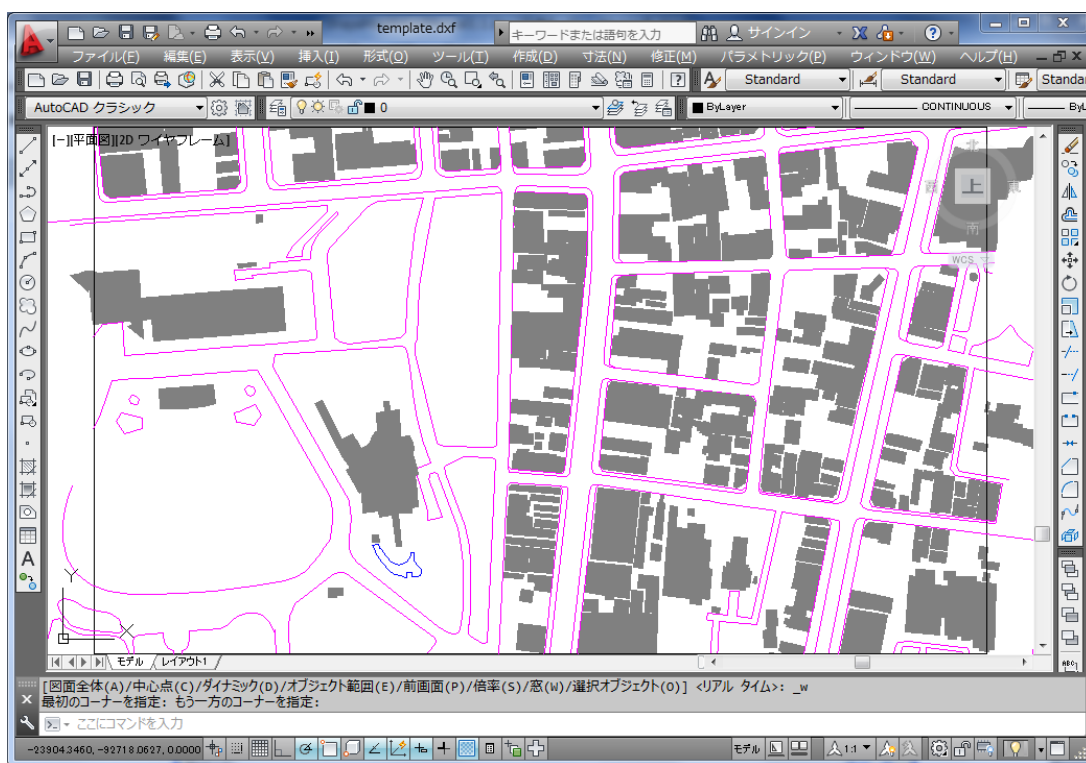 template.dxf
キーワードまたは語句を入力
サインイン
ファイル(F) 編集(E) 表示(V) 挿入(I) 形式(O) ツール(T) 作成(D) 寸法(N) 修正(M) パラメトリック(P) ウィンドウ(W) ヘルプ(H)
Standard Standard Standa
AutoCAD クラシック 0 ByLayer CONTINUOUS ByL
[−][平面図][2D ワイヤフレーム]
北
西 上 東
南
WCS
Y
X
モデル レイアウト1
[図面全体(A)/中心点(C)/ダイナミック(D)/オブジェクト範囲(E)/前画面(P)/倍率(S)/窓(W)/選択オブジェクト(O)] <リアル タイム>: _w
最初のコーナーを指定: もう一方のコーナーを指定:
ここにコマンドを入力
-23904.3460, -92718.0627, 0.0000 モデル 1:1